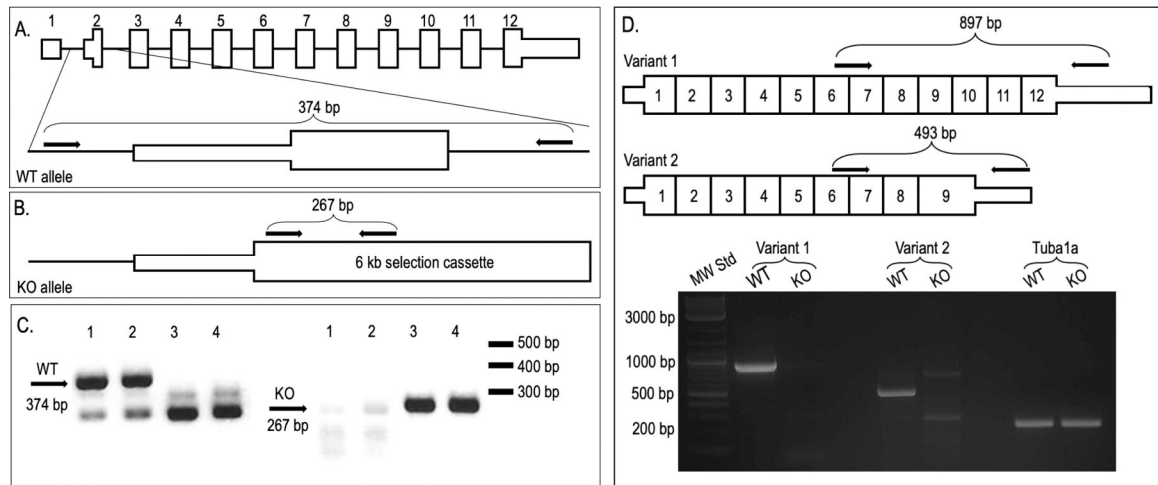 A.
1 2 3 4 5 6 7 8 9 10 11 12
374 bp
WT allele
B.
267 bp
6 kb selection cassette
KO allele
C.
1 2 3 4 1 2 3 4
WT
374 bp
KO
267 bp
500 bp
400 bp
300 bp
D.
897 bp
Variant 1
1 2 3 4 5 6 7 8 9 10 11 12
493 bp
Variant 2
1 2 3 4 5 6 7 8 9
MW Std
Variant 1 Variant 2 Tuba1a
WT KO WT KO WT KO
3000 bp
1000 bp
500 bp
200 bp